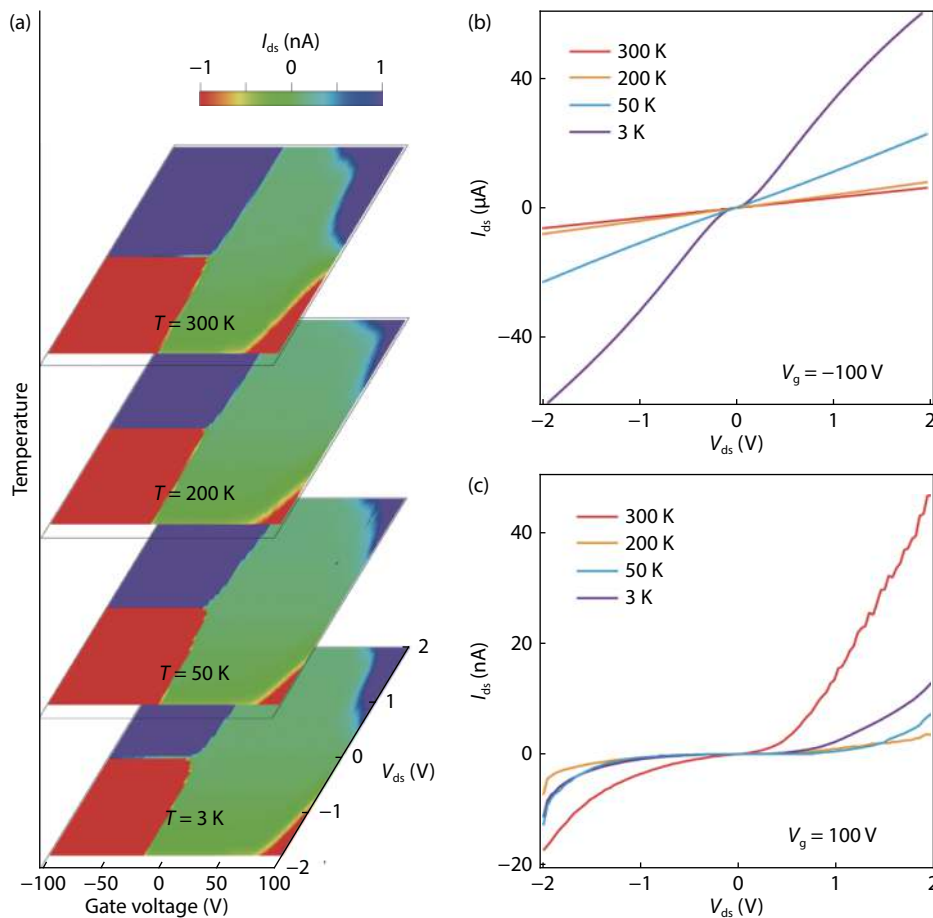 (a)
I_ds (nA)
−1 0 1
Temperature
T = 300 K
T = 200 K
T = 50 K
T = 3 K
2
1
0
−1
−2
V_ds (V)
−100 −50 0 50 100
Gate voltage (V)
(b)
300 K
200 K
50 K
3 K
I_ds (μA)
40
0
−40
V_g = −100 V
−2 −1 0 1 2
V_ds (V)
(c)
300 K
200 K
50 K
3 K
I_ds (nA)
40
20
0
−20
V_g = 100 V
−2 −1 0 1 2
V_ds (V)